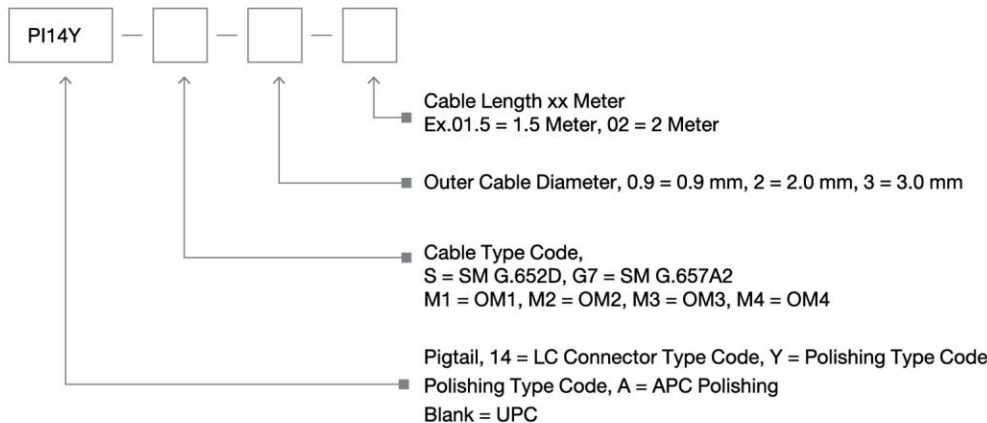 PI14Y
Cable Length xx Meter
Ex.01.5 = 1.5 Meter, 02 = 2 Meter
Outer Cable Diameter, 0.9 = 0.9 mm, 2 = 2.0 mm, 3 = 3.0 mm
Cable Type Code,
S = SM G.652D, G7 = SM G.657A2
M1 = OM1, M2 = OM2, M3 = OM3, M4 = OM4
Pigtail, 14 = LC Connector Type Code, Y = Polishing Type Code
Polishing Type Code, A = APC Polishing
Blank = UPC